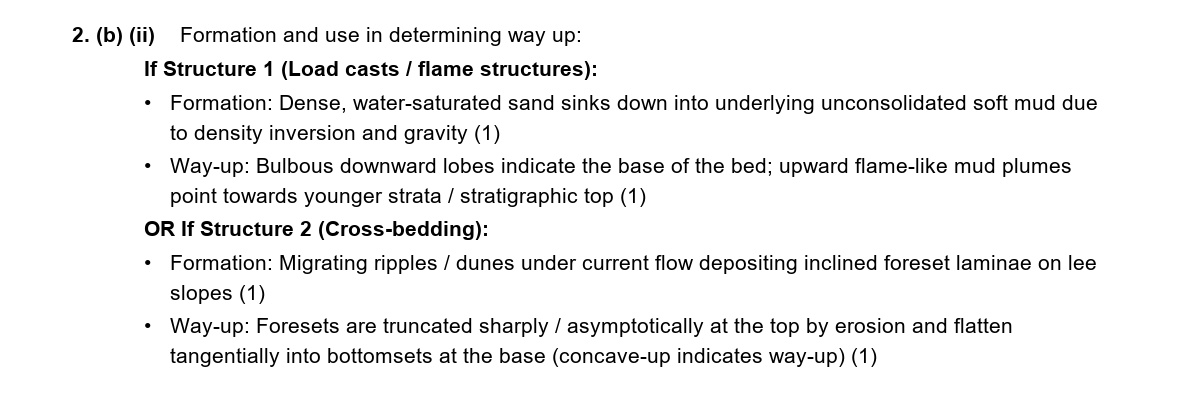 2. (b) (ii) Formation and use in determining way up:
If Structure 1 (Load casts / flame structures):
• Formation: Dense, water-saturated sand sinks down into underlying unconsolidated soft mud due
to density inversion and gravity (1)
• Way-up: Bulbous downward lobes indicate the base of the bed; upward flame-like mud plumes
point towards younger strata / stratigraphic top (1)
OR If Structure 2 (Cross-bedding):
• Formation: Migrating ripples / dunes under current flow depositing inclined foreset laminae on lee
slopes (1)
• Way-up: Foresets are truncated sharply / asymptotically at the top by erosion and flatten
tangentially into bottomsets at the base (concave-up indicates way-up) (1)